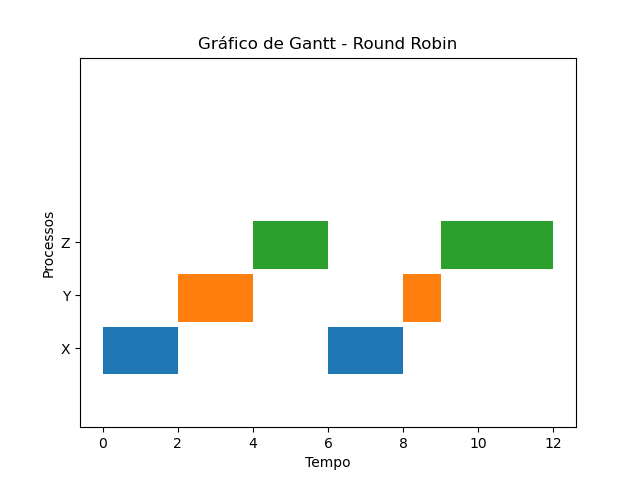 Gráfico de Gantt - Round Robin
Processos
Z
Y
X
0 2 4 6 8 10 12
Tempo